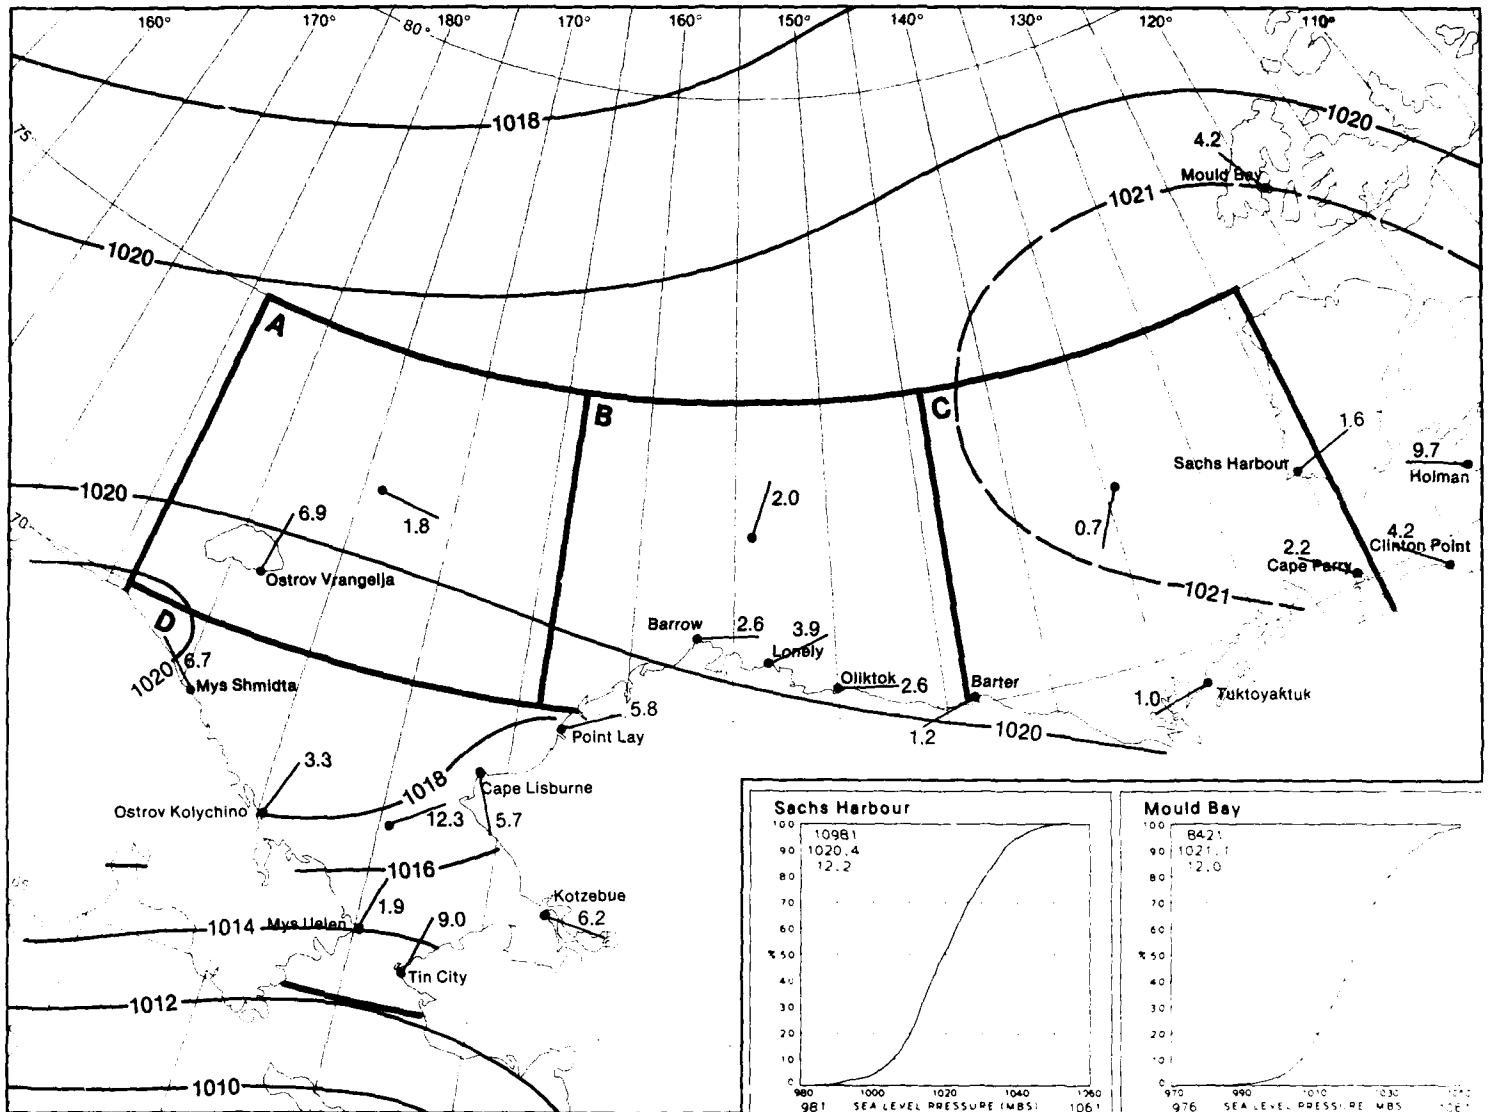 160° 170° 180° 170° 160° 150° 140° 130° 120° 110°
80°
1018
1020
75
4.2
Mould Bay
1021
1020
A
B
C
1.6
Sachs Harbour
9.7
Holman
1020
6.9
1.8
2.0
0.7
70
Ostrov Vrangelja
2.2
Cape Parry
4.2
Clinton Point
1021
D
Barrow
2.6
3.9
Lonely
1020
6.7
Mys Shmidta
Oliktok
2.6
Barter
1.2
1.0
Tuktoyaktuk
5.8
Point Lay
1020
3.3
1018
Cape Lisburne
Ostrov Kolychino
12.3
5.7
1016
Kotzebue
6.2
1014
Mys Uelen
1.9
9.0
Tin City
1012
1010
Sachs Harbour
100
90
80
70
60
% 50
40
30
20
10
0
10981
1020.4
12.2
980 1000 1020 1040 1060
981 SEA LEVEL PRESSURE (MBS) 1061
Mould Bay
100
90
80
70
60
% 50
40
30
20
10
0
8421
1021.1
12.0
970 990 1010 1030
976 SEA LEVEL PRESSURE (MBS)